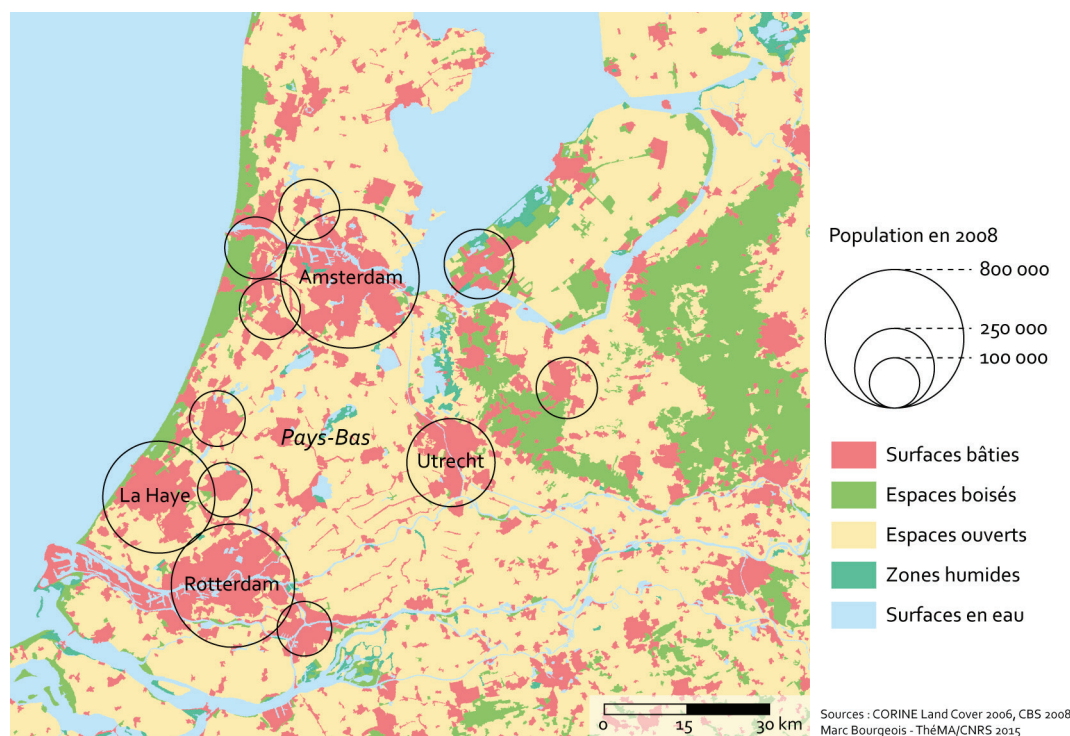 Amsterdam
Pays-Bas
Utrecht
La Haye
Rotterdam
0 15 30 km
Population en 2008
800 000
250 000
100 000
Surfaces bâties
Espaces boisés
Espaces ouverts
Zones humides
Surfaces en eau
Sources : CORINE Land Cover 2006, CBS 2008
Marc Bourgeois - ThéMA/CNRS 2015